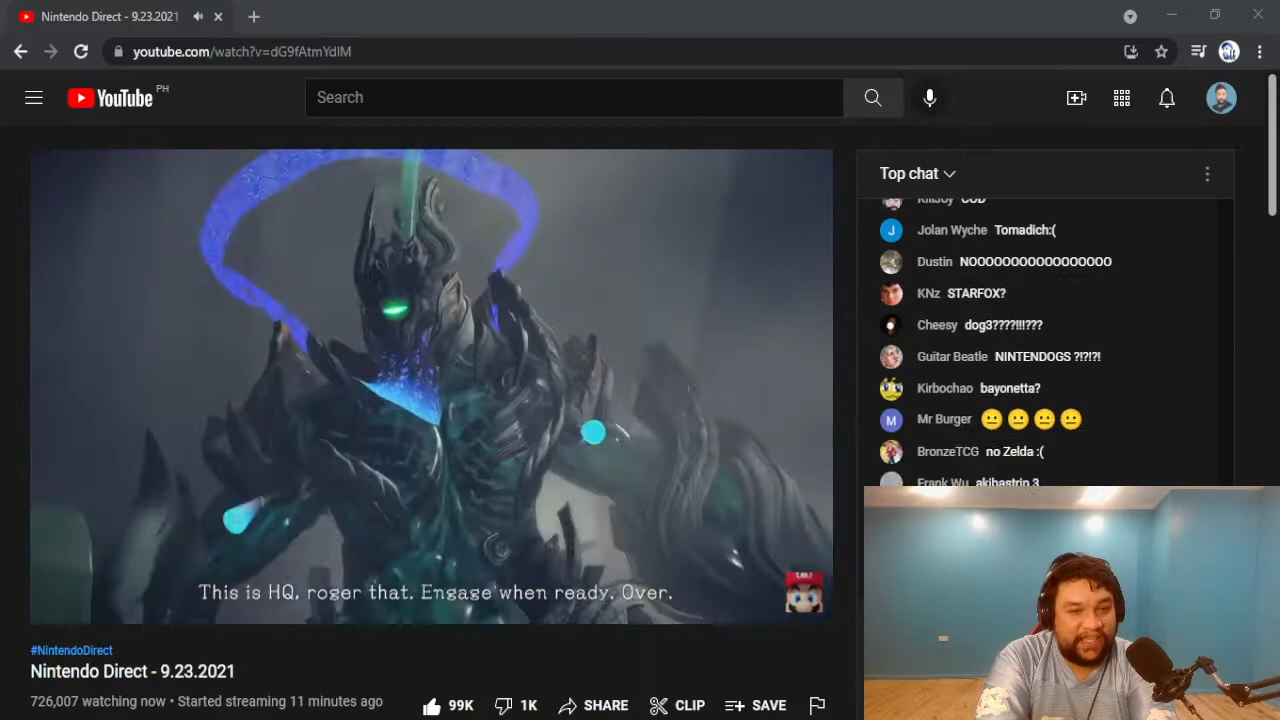 Nintendo Direct - 9.23.2021
youtube.com/watch?v=dG9fAtmYdlM
YouTube PH
Search
Top chat
KillJoy COD
Jolan Wyche Tomadich:(
Dustin NOOOOOOOOOOOOOOOOO
KNz STARFOX?
Cheesy dog3????!!!???
Guitar Beatle NINTENDOGS ?!?!?!
Kirbochao bayonetta?
Mr Burger 😐 😐 😐 😐
BronzeTCG no Zelda :(
Frank Wu akibastrip 3
This is HQ, roger that. Engage when ready. Over.
#NintendoDirect
Nintendo Direct - 9.23.2021
726,007 watching now • Started streaming 11 minutes ago
99K
1K
SHARE
CLIP
SAVE